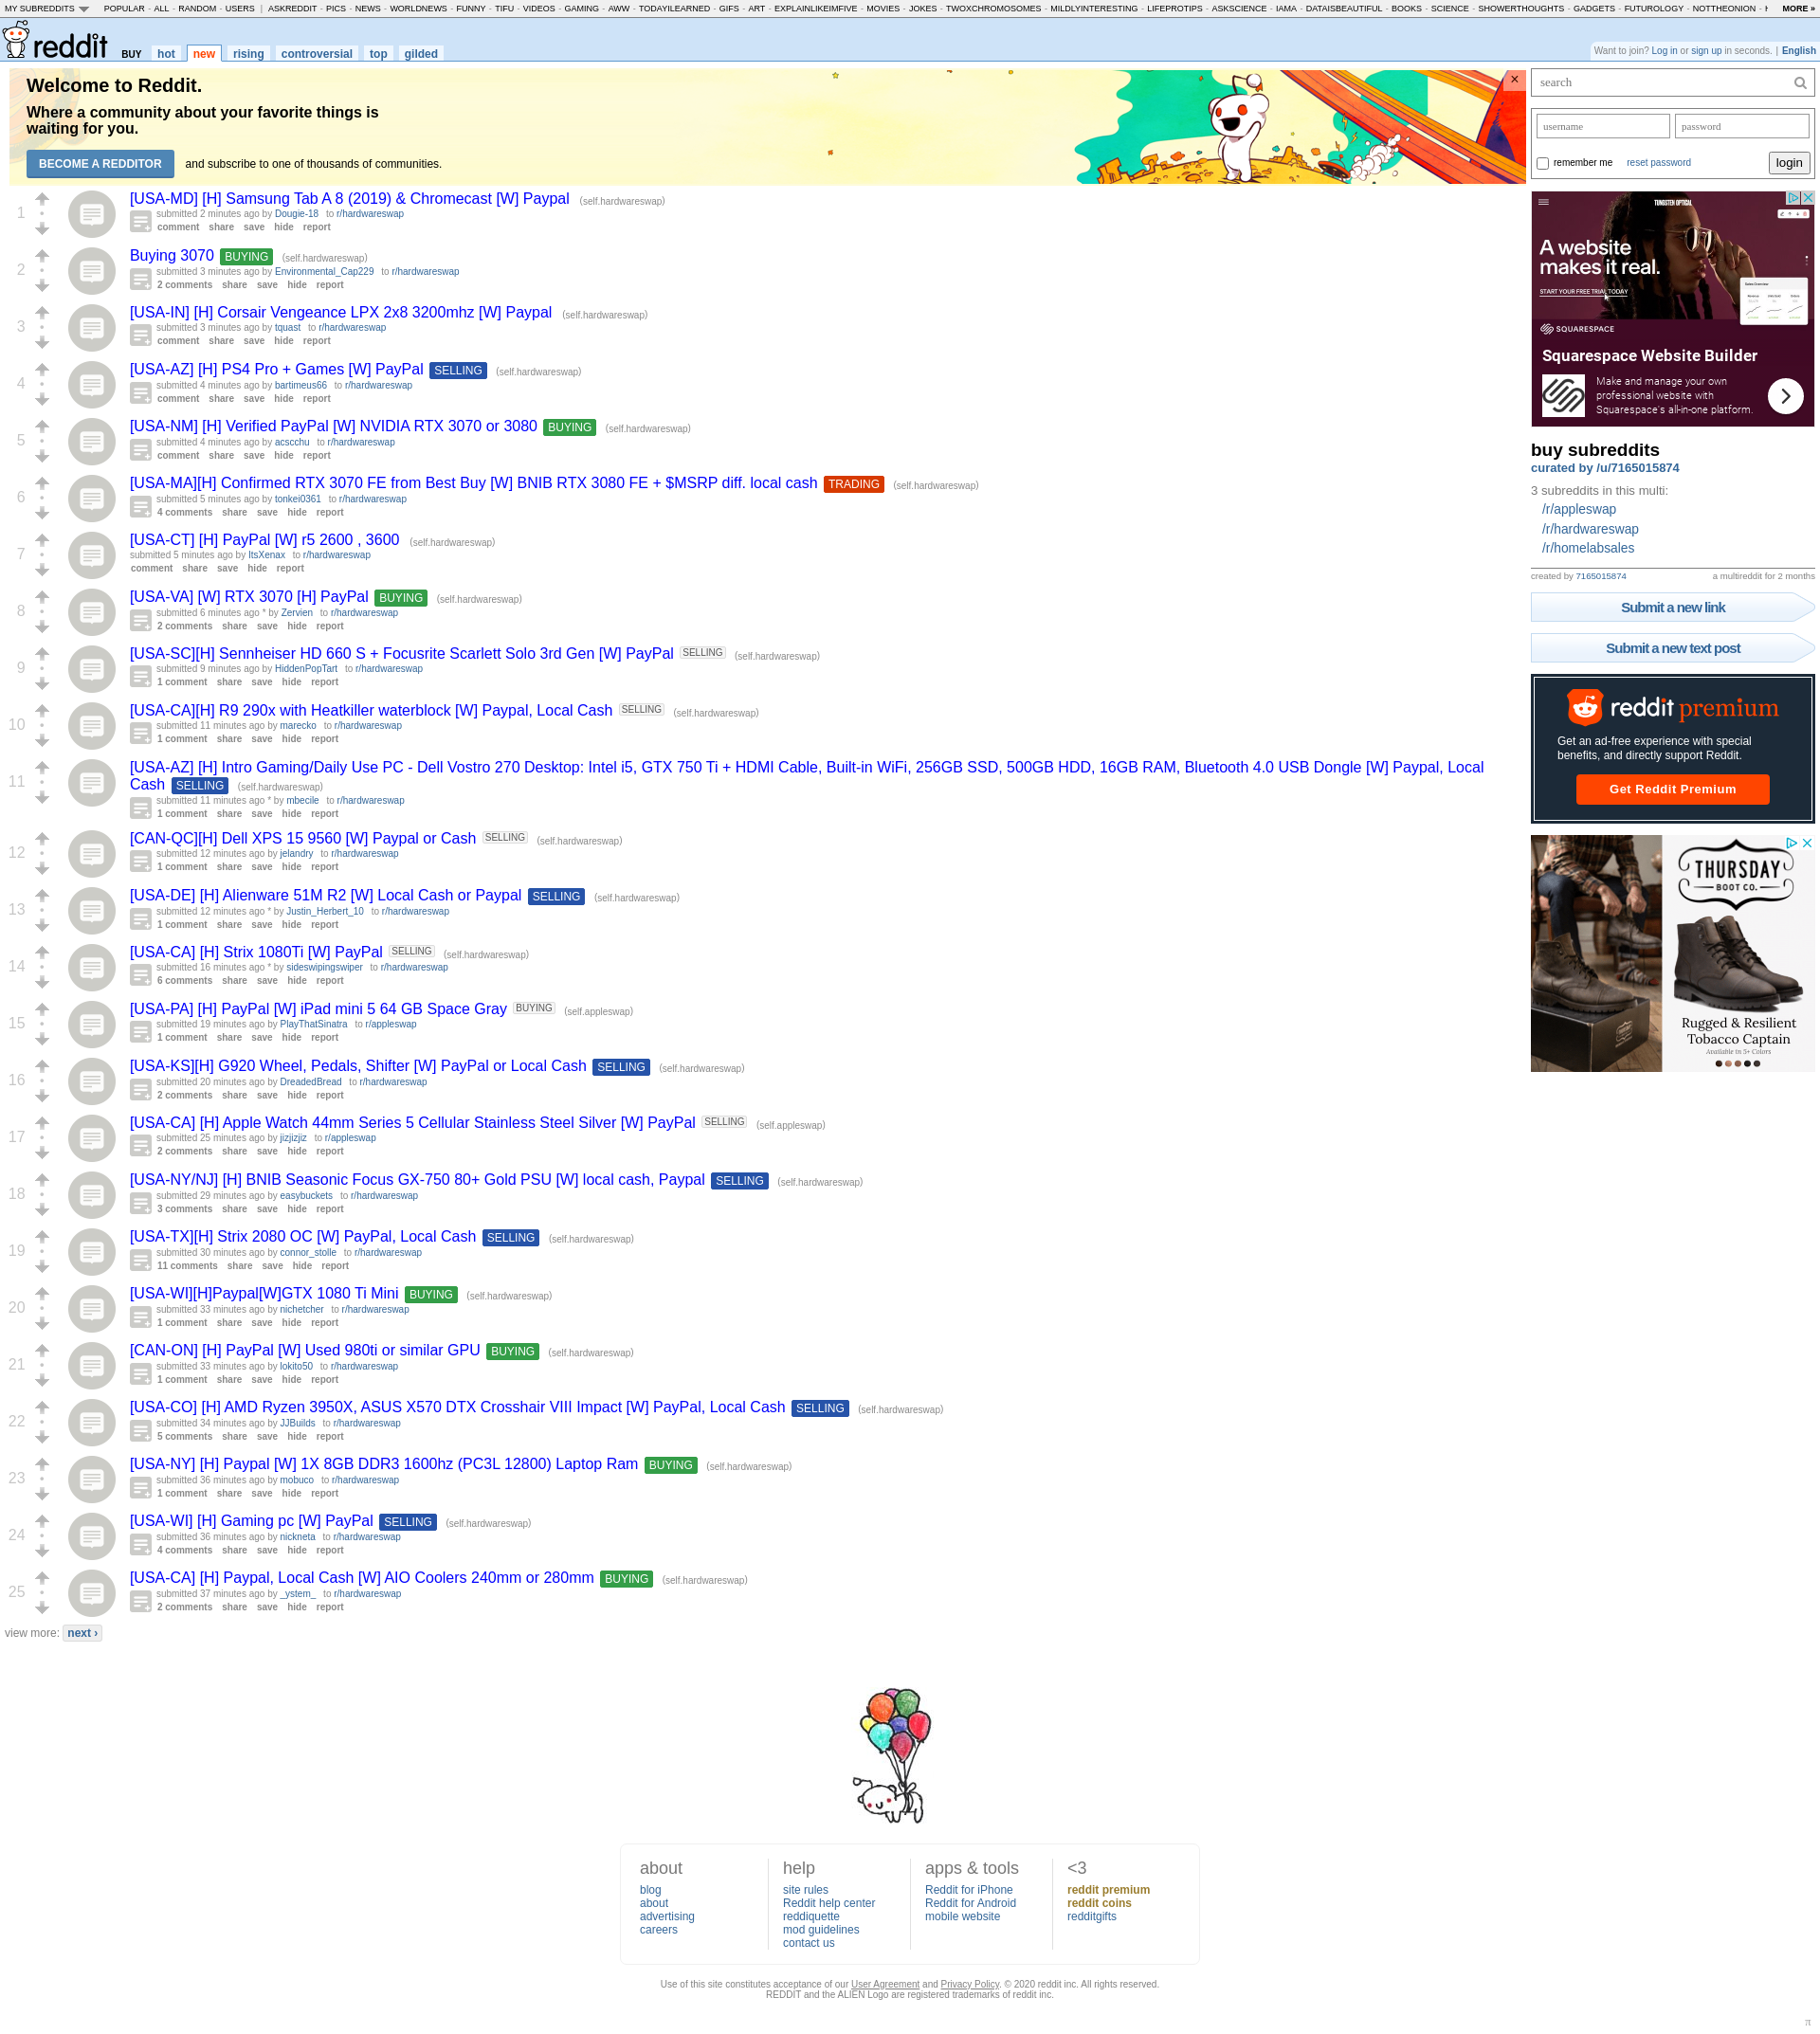 MY SUBREDDITS POPULAR - ALL - RANDOM - USERS | ASKREDDIT - PICS - NEWS - WORLDNEWS - FUNNY - TIFU - VIDEOS - GAMING - AWW - TODAYILEARNED - GIFS - ART - EXPLAINLIKEIMFIVE - MOVIES - JOKES - TWOXCHROMOSOMES - MILDLYINTERESTING - LIFEPROTIPS - ASKSCIENCE - IAMA - DATAISBEAUTIFUL - BOOKS - SCIENCE - SHOWERTHOUGHTS - GADGETS - FUTUROLOGY - NOTTHEONION - MORE »
reddit BUY hot new rising controversial top gilded
Want to join? Log in or sign up in seconds. | English
Welcome to Reddit.
Where a community about your favorite things is
waiting for you.
BECOME A REDDITOR and subscribe to one of thousands of communities.
1
[USA-MD] [H] Samsung Tab A 8 (2019) & Chromecast [W] Paypal (self.hardwareswap)
submitted 2 minutes ago by Dougie-18 to r/hardwareswap
comment share save hide report
2
Buying 3070 BUYING (self.hardwareswap)
submitted 3 minutes ago by Environmental_Cap229 to r/hardwareswap
2 comments share save hide report
3
[USA-IN] [H] Corsair Vengeance LPX 2x8 3200mhz [W] Paypal (self.hardwareswap)
submitted 3 minutes ago by tquast to r/hardwareswap
comment share save hide report
4
[USA-AZ] [H] PS4 Pro + Games [W] PayPal SELLING (self.hardwareswap)
submitted 4 minutes ago by bartimeus66 to r/hardwareswap
comment share save hide report
5
[USA-NM] [H] Verified PayPal [W] NVIDIA RTX 3070 or 3080 BUYING (self.hardwareswap)
submitted 4 minutes ago by acscchu to r/hardwareswap
comment share save hide report
6
[USA-MA][H] Confirmed RTX 3070 FE from Best Buy [W] BNIB RTX 3080 FE + $MSRP diff. local cash TRADING (self.hardwareswap)
submitted 5 minutes ago by tonkei0361 to r/hardwareswap
4 comments share save hide report
7
[USA-CT] [H] PayPal [W] r5 2600 , 3600 (self.hardwareswap)
submitted 5 minutes ago by ItsXenax to r/hardwareswap
comment share save hide report
8
[USA-VA] [W] RTX 3070 [H] PayPal BUYING (self.hardwareswap)
submitted 6 minutes ago * by Zervien to r/hardwareswap
2 comments share save hide report
9
[USA-SC][H] Sennheiser HD 660 S + Focusrite Scarlett Solo 3rd Gen [W] PayPal SELLING (self.hardwareswap)
submitted 9 minutes ago by HiddenPopTart to r/hardwareswap
1 comment share save hide report
10
[USA-CA][H] R9 290x with Heatkiller waterblock [W] Paypal, Local Cash SELLING (self.hardwareswap)
submitted 11 minutes ago by marecko to r/hardwareswap
1 comment share save hide report
11
[USA-AZ] [H] Intro Gaming/Daily Use PC - Dell Vostro 270 Desktop: Intel i5, GTX 750 Ti + HDMI Cable, Built-in WiFi, 256GB SSD, 500GB HDD, 16GB RAM, Bluetooth 4.0 USB Dongle [W] Paypal, Local
Cash SELLING (self.hardwareswap)
submitted 11 minutes ago * by mbecile to r/hardwareswap
1 comment share save hide report
12
[CAN-QC][H] Dell XPS 15 9560 [W] Paypal or Cash SELLING (self.hardwareswap)
submitted 12 minutes ago by jelandry to r/hardwareswap
1 comment share save hide report
13
[USA-DE] [H] Alienware 51M R2 [W] Local Cash or Paypal SELLING (self.hardwareswap)
submitted 12 minutes ago * by Justin_Herbert_10 to r/hardwareswap
1 comment share save hide report
14
[USA-CA] [H] Strix 1080Ti [W] PayPal SELLING (self.hardwareswap)
submitted 16 minutes ago * by sideswipingswiper to r/hardwareswap
6 comments share save hide report
15
[USA-PA] [H] PayPal [W] iPad mini 5 64 GB Space Gray BUYING (self.appleswap)
submitted 19 minutes ago by PlayThatSinatra to r/appleswap
1 comment share save hide report
16
[USA-KS][H] G920 Wheel, Pedals, Shifter [W] PayPal or Local Cash SELLING (self.hardwareswap)
submitted 20 minutes ago by DreadedBread to r/hardwareswap
2 comments share save hide report
17
[USA-CA] [H] Apple Watch 44mm Series 5 Cellular Stainless Steel Silver [W] PayPal SELLING (self.appleswap)
submitted 25 minutes ago by jizjizjiz to r/appleswap
2 comments share save hide report
18
[USA-NY/NJ] [H] BNIB Seasonic Focus GX-750 80+ Gold PSU [W] local cash, Paypal SELLING (self.hardwareswap)
submitted 29 minutes ago by easybuckets to r/hardwareswap
3 comments share save hide report
19
[USA-TX][H] Strix 2080 OC [W] PayPal, Local Cash SELLING (self.hardwareswap)
submitted 30 minutes ago by connor_stolle to r/hardwareswap
11 comments share save hide report
20
[USA-WI][H]Paypal[W]GTX 1080 Ti Mini BUYING (self.hardwareswap)
submitted 33 minutes ago by nichetcher to r/hardwareswap
1 comment share save hide report
21
[CAN-ON] [H] PayPal [W] Used 980ti or similar GPU BUYING (self.hardwareswap)
submitted 33 minutes ago by lokito50 to r/hardwareswap
1 comment share save hide report
22
[USA-CO] [H] AMD Ryzen 3950X, ASUS X570 DTX Crosshair VIII Impact [W] PayPal, Local Cash SELLING (self.hardwareswap)
submitted 34 minutes ago by JJBuilds to r/hardwareswap
5 comments share save hide report
23
[USA-NY] [H] Paypal [W] 1X 8GB DDR3 1600hz (PC3L 12800) Laptop Ram BUYING (self.hardwareswap)
submitted 36 minutes ago by mobuco to r/hardwareswap
1 comment share save hide report
24
[USA-WI] [H] Gaming pc [W] PayPal SELLING (self.hardwareswap)
submitted 36 minutes ago by nickneta to r/hardwareswap
4 comments share save hide report
25
[USA-CA] [H] Paypal, Local Cash [W] AIO Coolers 240mm or 280mm BUYING (self.hardwareswap)
submitted 37 minutes ago by _ystem_ to r/hardwareswap
2 comments share save hide report
view more: next ›
search
username password
remember me reset password login
TUNGSTEN OPTICAL
A website
makes it real.
START YOUR FREE TRIAL TODAY
SQUARESPACE
Squarespace Website Builder
Make and manage your own
professional website with
Squarespace's all-in-one platform.
buy subreddits
curated by /u/7165015874
3 subreddits in this multi:
/r/appleswap
/r/hardwareswap
/r/homelabsales
created by 7165015874 a multireddit for 2 months
Submit a new link
Submit a new text post
reddit premium
Get an ad-free experience with special
benefits, and directly support Reddit.
Get Reddit Premium
THURSDAY
BOOT CO.
Rugged & Resilient
Tobacco Captain
Available in 5+ Colors
about
blog
about
advertising
careers
help
site rules
Reddit help center
reddiquette
mod guidelines
contact us
apps & tools
Reddit for iPhone
Reddit for Android
mobile website
<3
reddit premium
reddit coins
redditgifts
Use of this site constitutes acceptance of our User Agreement and Privacy Policy. © 2020 reddit inc. All rights reserved.
REDDIT and the ALIEN Logo are registered trademarks of reddit inc.
π